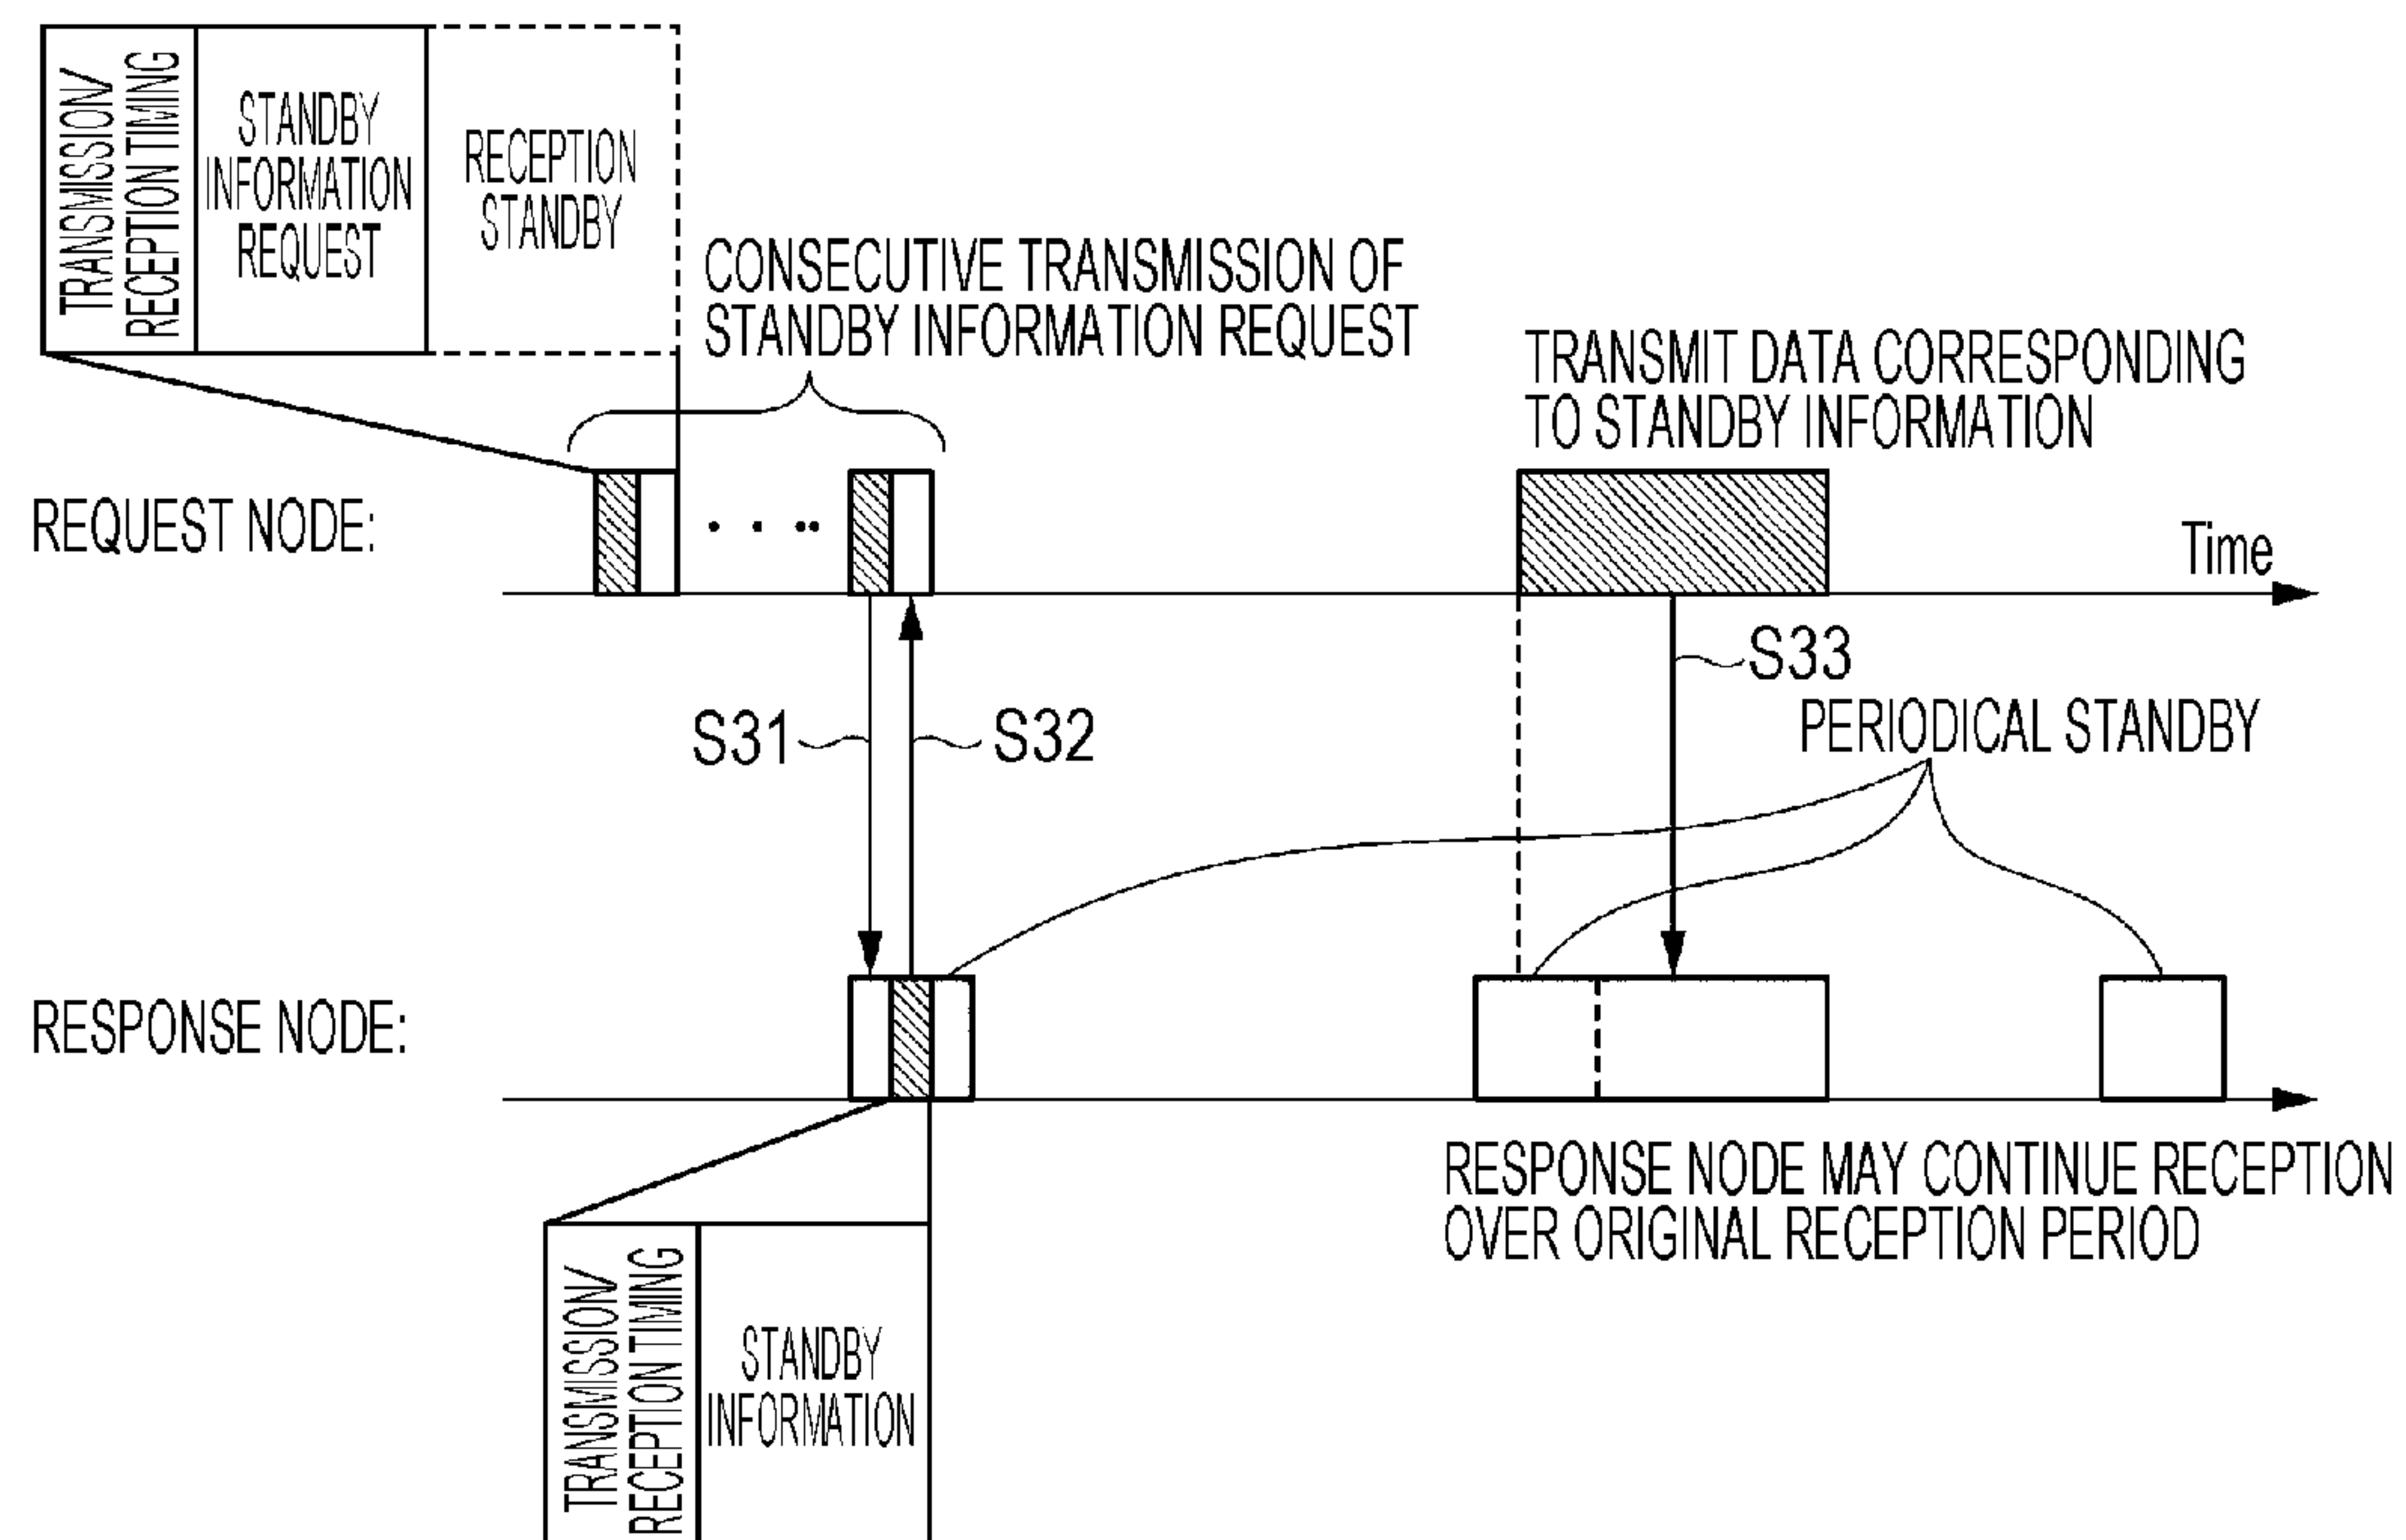 TRANSMISSION/
RECEPTION TIMING
STANDBY
INFORMATION
REQUEST
RECEPTION
STANDBY
CONSECUTIVE TRANSMISSION OF
STANDBY INFORMATION REQUEST
TRANSMIT DATA CORRESPONDING
TO STANDBY INFORMATION
REQUEST NODE:
Time
S31
S32
S33
PERIODICAL STANDBY
RESPONSE NODE:
RESPONSE NODE MAY CONTINUE RECEPTION
OVER ORIGINAL RECEPTION PERIOD
TRANSMISSION/
RECEPTION TIMING
STANDBY
INFORMATION